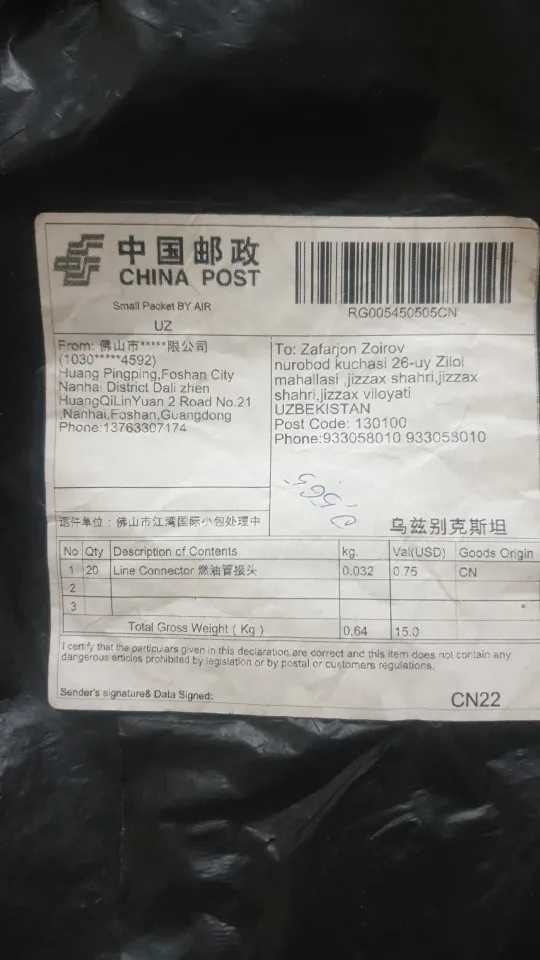 中国邮政
CHINA POST
Small Packet BY AIR
UZ
RG005450505CN
From: 佛山市*****限公司
(1030*****4592)
Huang Pingping,Foshan City
Nanhai District Dali zhen
HuangQiLinYuan 2 Road No.21
,Nanhai,Foshan,Guangdong
Phone:13763307174
To: Zafarjon Zoirov
nurobod kuchasi 26-uy Zilol
mahallasi ,jizzax shahri,jizzax
shahri,jizzax viloyati
UZBEKISTAN
Post Code: 130100
Phone:933058010 933058010
0.565
退件单位：佛山市江湾国际小包处理中
乌兹别克斯坦
No Qty Description of Contents kg. Val(USD) Goods Origin
1 20 Line Connector 燃油管接头 0.032 0.75 CN
2
3
Total Gross Weight ( Kg ) 0.64 15.0
I certify that the particulars given in this declaration are correct and this item does not contain any
dangerous articles prohibited by legislation or by postal or customers regulations.
Sender's signature& Data Signed:
CN22